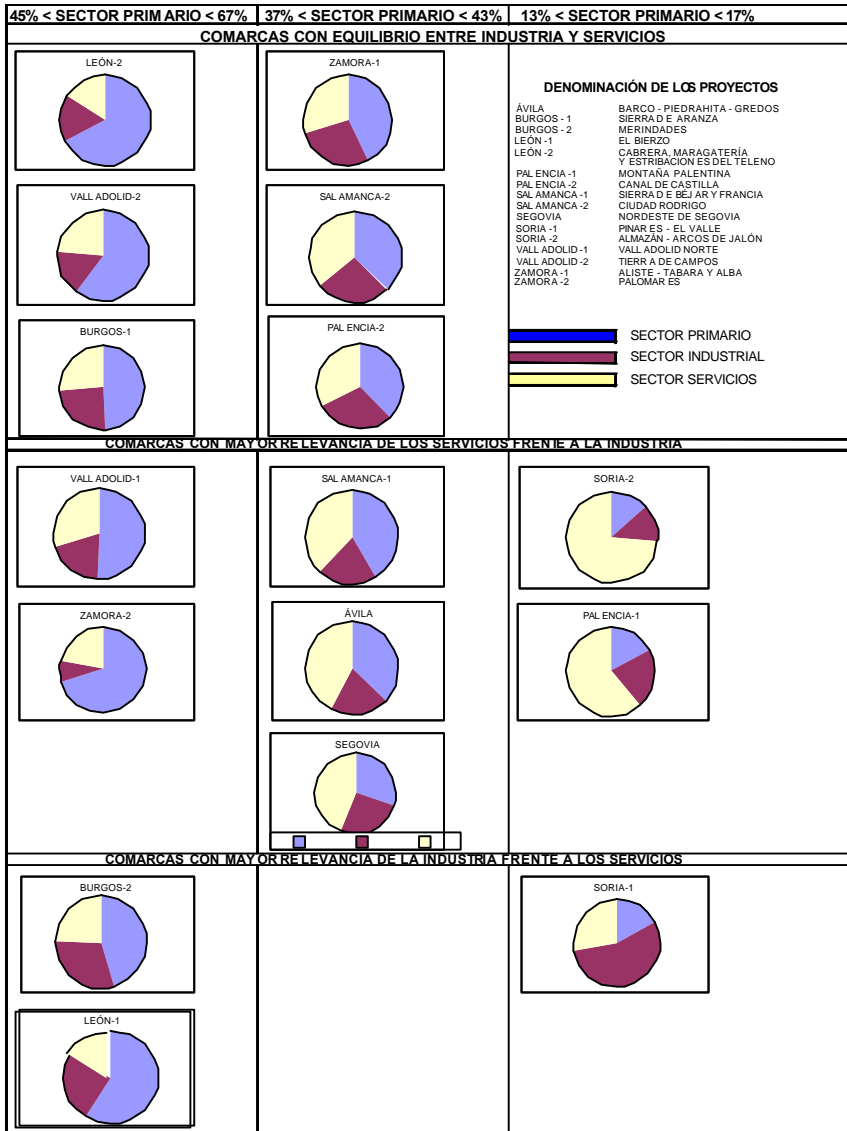 45% < SECTOR PRIMARIO < 67% 37% < SECTOR PRIMARIO < 43% 13% < SECTOR PRIMARIO < 17%
COMARCAS CON EQUILIBRIO ENTRE INDUSTRIA Y SERVICIOS
LEÓN-2
ZAMORA-1
VALLADOLID-2
SALAMANCA-2
BURGOS-1
PALENCIA-2
DENOMINACIÓN DE LOS PROYECTOS
ÁVILA BARCO - PIEDRAHITA - GREDOS
BURGOS - 1 SIERRA DE ARANZA
BURGOS - 2 MERINDADES
LEÓN -1 EL BIERZO
LEÓN -2 CABRERA, MARAGATERÍA
Y ESTRIBACIONES DEL TELENO
PALENCIA -1 MONTAÑA PALENTINA
PALENCIA -2 CANAL DE CASTILLA
SALAMANCA -1 SIERRA DE BÉJAR Y FRANCIA
SALAMANCA -2 CIUDAD RODRIGO
SEGOVIA NORDESTE DE SEGOVIA
SORIA -1 PINARES - EL VALLE
SORIA -2 ALMAZÁN - ARCOS DE JALÓN
VALLADOLID -1 VALLADOLID NORTE
VALLADOLID -2 TIERRA DE CAMPOS
ZAMORA -1 ALISTE - TABARA Y ALBA
ZAMORA -2 PALOMARES
SECTOR PRIMARIO
SECTOR INDUSTRIAL
SECTOR SERVICIOS
COMARCAS CON MAYOR RELEVANCIA DE LOS SERVICIOS FRENTE A LA INDUSTRIA
VALLADOLID-1
SALAMANCA-1
SORIA-2
ZAMORA-2
ÁVILA
PALENCIA-1
SEGOVIA
COMARCAS CON MAYOR RELEVANCIA DE LA INDUSTRIA FRENTE A LOS SERVICIOS
BURGOS-2
SORIA-1
LEÓN-1